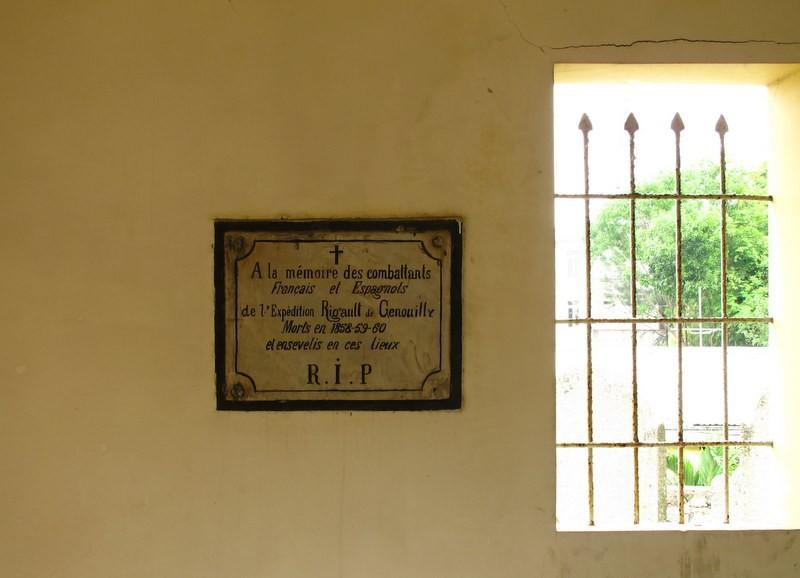 A la mémoire des combattants
Français et Espagnols
de l'Expédition Rigault de Genouilly
Morts en 1858-59-60
et ensevelis en ces lieux
R.I.P